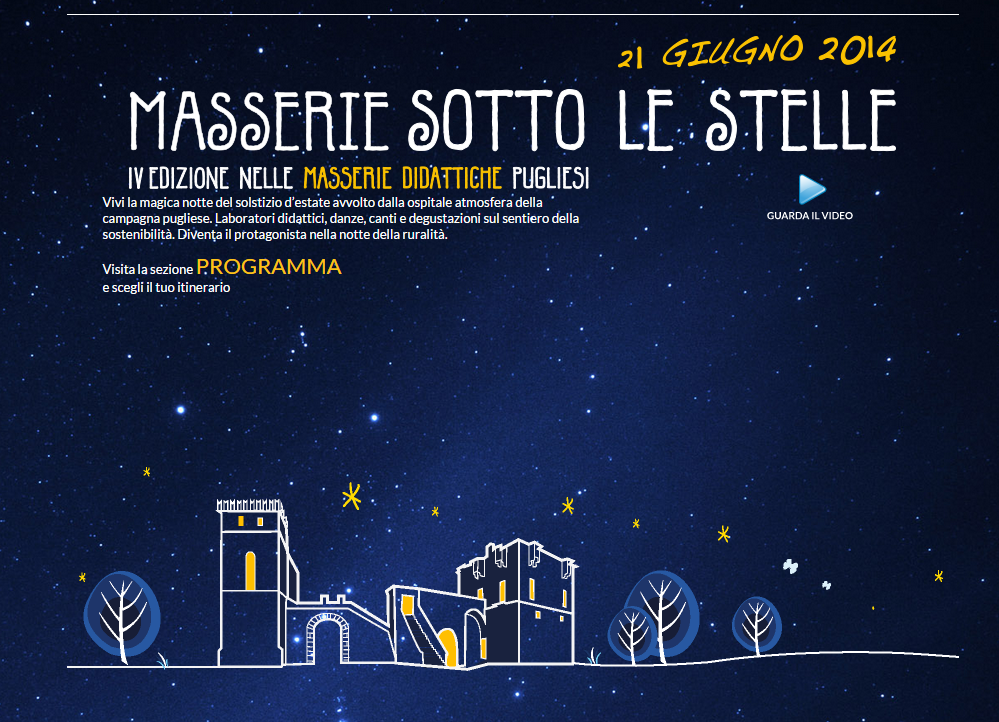 21 GIUGNO 2014
MASSERIE SOTTO LE STELLE
IV EDIZIONE NELLE MASSERIE DIDATTICHE PUGLIESI
Vivi la magica notte del solstizio d'estate avvolto dalla ospitale atmosfera della
campagna pugliese. Laboratori didattici, danze, canti e degustazioni sul sentiero della
sostenibilità. Diventa il protagonista nella notte della ruralità.
GUARDA IL VIDEO
Visita la sezione PROGRAMMA
e scegli il tuo itinerario